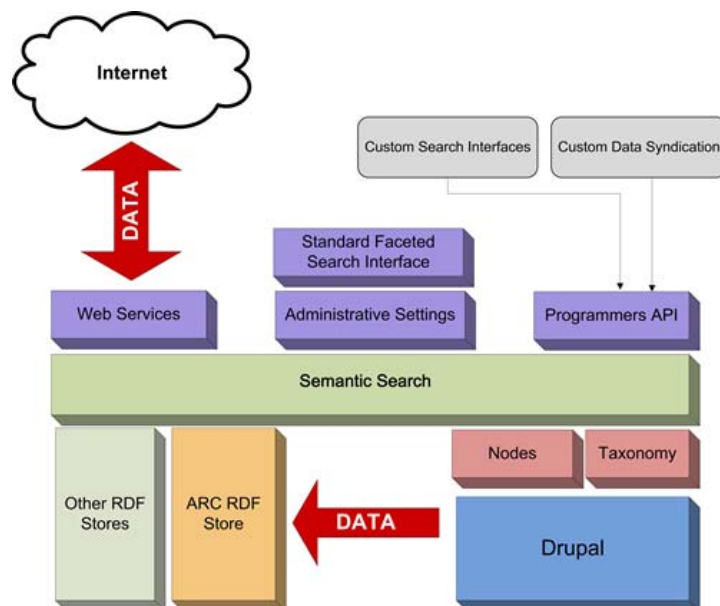 Internet
DATA
Custom Search Interfaces
Custom Data Syndication
Standard Faceted
Search Interface
Web Services
Administrative Settings
Programmers API
Semantic Search
Other RDF
Stores
ARC RDF
Store
DATA
Nodes
Taxonomy
Drupal